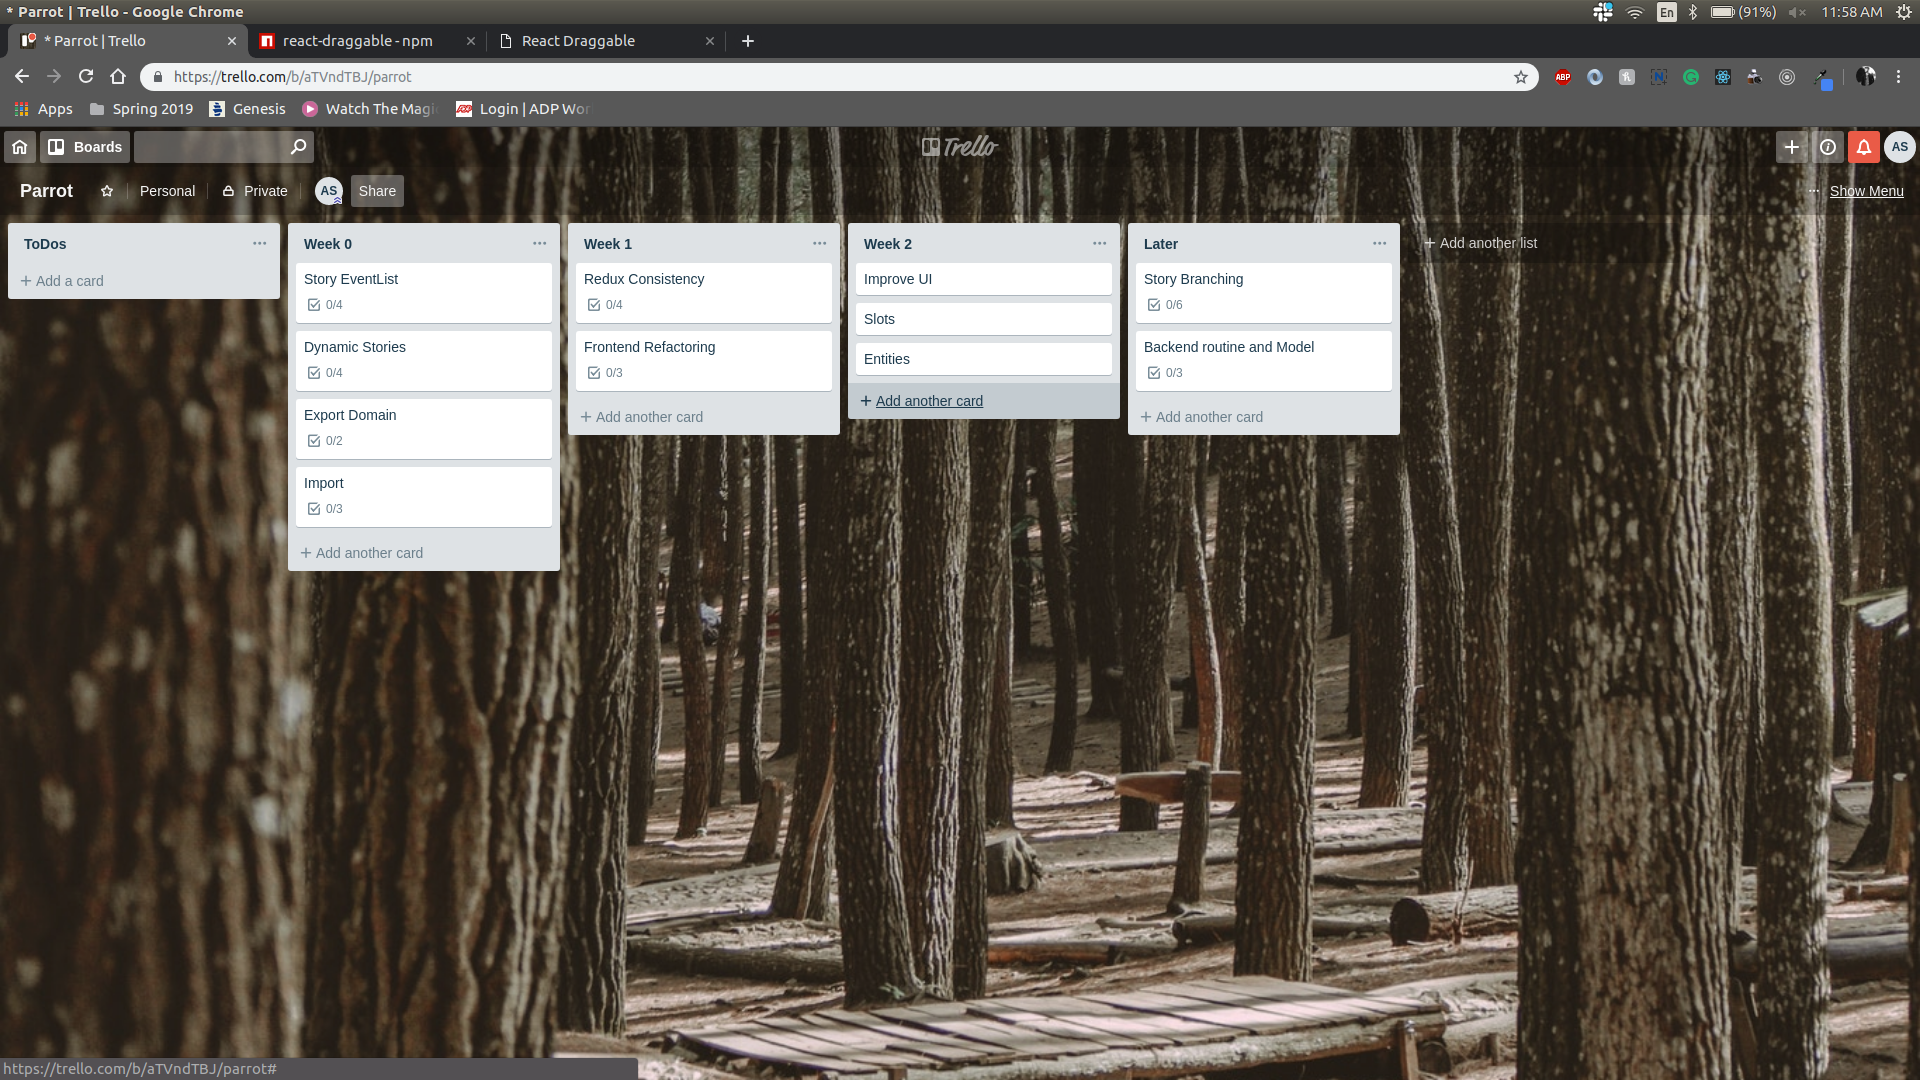 * Parrot | Trello - Google Chrome
En
(91%)
11:58 AM
* Parrot | Trello
react-draggable - npm
React Draggable
https://trello.com/b/aTVndTBJ/parrot
ABP
Apps
Spring 2019
Genesis
Watch The Magi
Login | ADP Wor
Boards
Trello
AS
Parrot
Personal
Private
AS
Share
Show Menu
ToDos
Add a card
Week 0
Story EventList
0/4
Dynamic Stories
0/4
Export Domain
0/2
Import
0/3
Add another card
Week 1
Redux Consistency
0/4
Frontend Refactoring
0/3
Add another card
Week 2
Improve UI
Slots
Entities
Add another card
Later
Story Branching
0/6
Backend routine and Model
0/3
Add another card
Add another list
https://trello.com/b/aTVndTBJ/parrot#